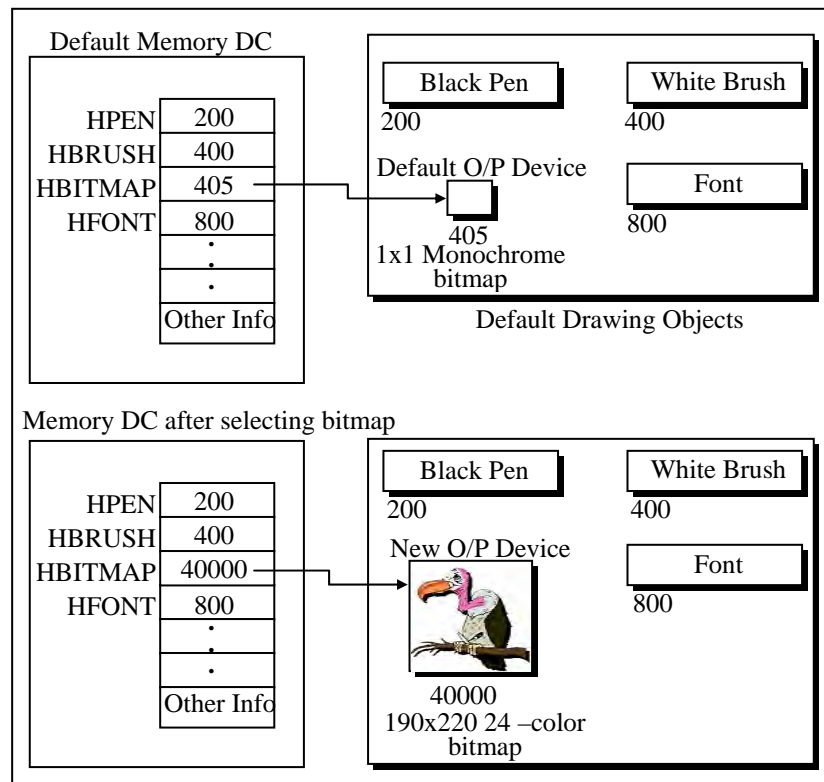 Default Memory DC
HPEN 200
HBRUSH 400
HBITMAP 405
HFONT 800
.
.
.
Other Info
Black Pen
200
White Brush
400
Default O/P Device
405
1x1 Monochrome
bitmap
Font
800
Default Drawing Objects
Memory DC after selecting bitmap
HPEN 200
HBRUSH 400
HBITMAP 40000
HFONT 800
.
.
.
Other Info
Black Pen
200
White Brush
400
New O/P Device
40000
190x220 24 –color
bitmap
Font
800